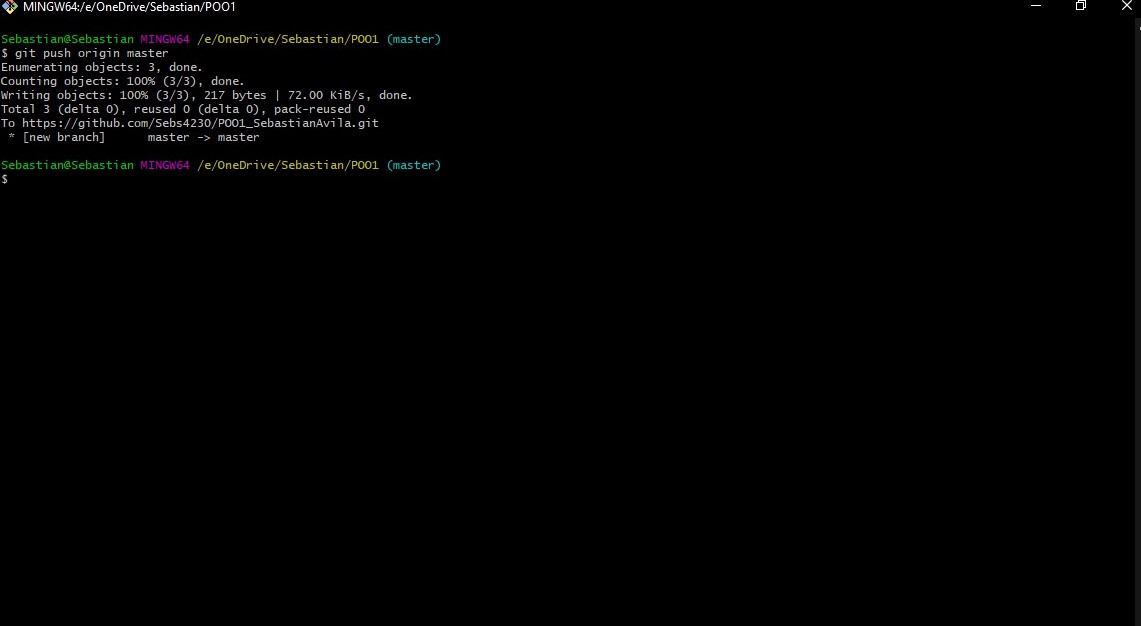 MINGW64:/e/OneDrive/Sebastian/POO1
Sebastian@Sebastian MINGW64 /e/OneDrive/Sebastian/POO1 (master)
$ git push origin master
Enumerating objects: 3, done.
Counting objects: 100% (3/3), done.
Writing objects: 100% (3/3), 217 bytes | 72.00 KiB/s, done.
Total 3 (delta 0), reused 0 (delta 0), pack-reused 0
To https://github.com/Sebs4230/POO1_SebastianAvila.git
 * [new branch]      master -> master
Sebastian@Sebastian MINGW64 /e/OneDrive/Sebastian/POO1 (master)
$